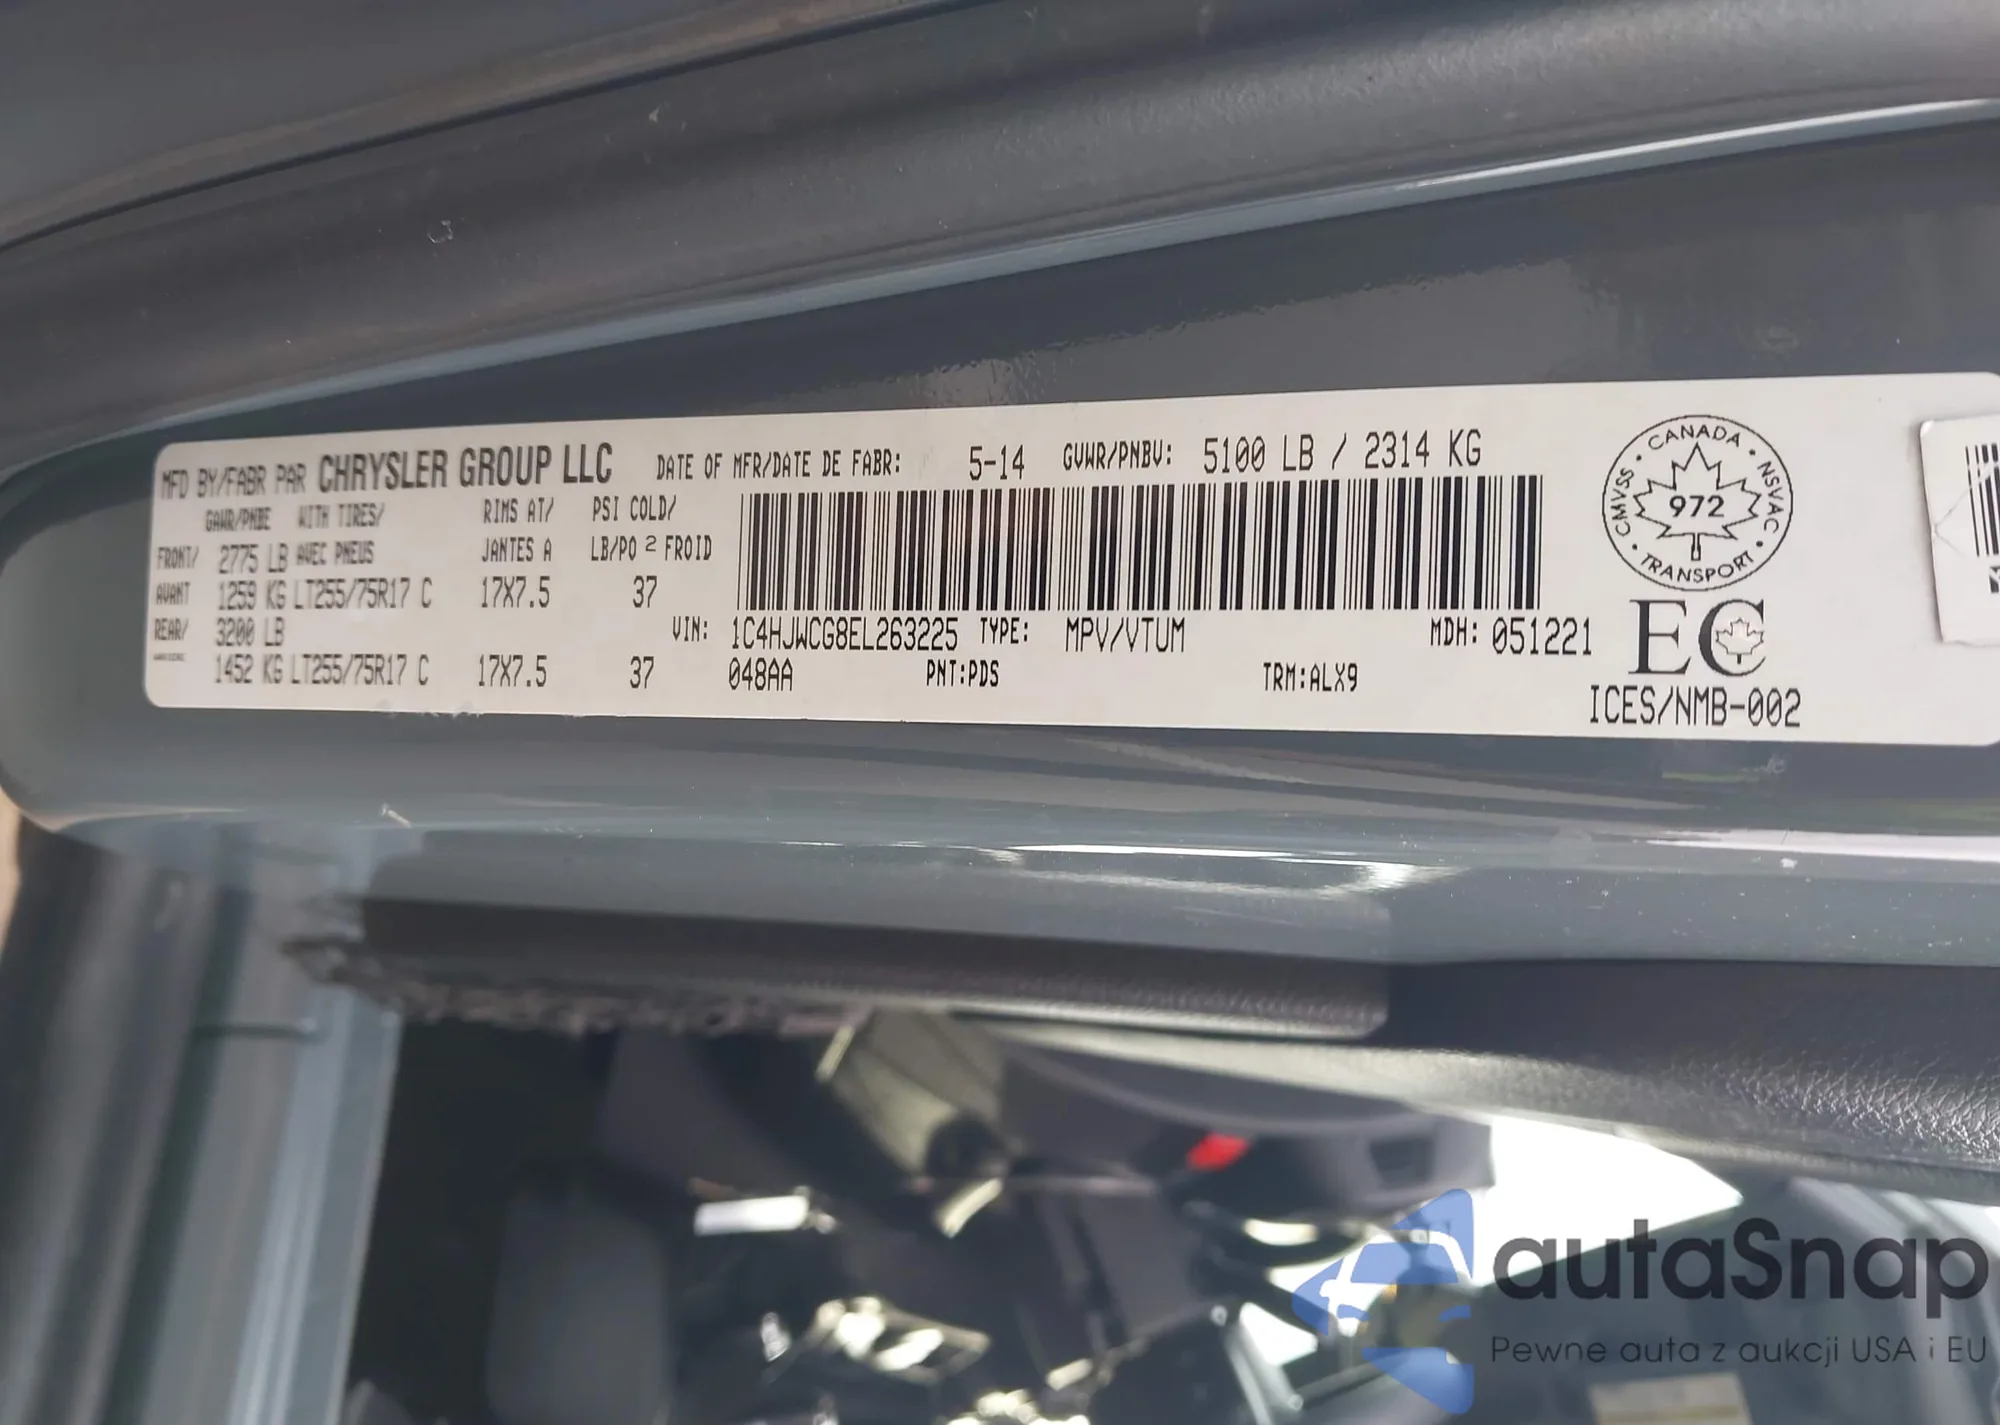 MFD BY/FABR PAR CHRYSLER GROUP LLC DATE OF MFR/DATE DE FABR: 5-14 GVWR/PNBV: 5100 LB / 2314 KG
GAWR/PNBE WITH TIRES/ RIMS AT/ PSI COLD/
FRONT/ 2775 LB AVEC PNEUS JANTES A LB/PO 2 FROID
AVANT 1259 KG LT255/75R17 C 17X7.5 37
REAR/ 3200 LB VIN: 1C4HJWCG8EL263225 TYPE: MPV/VTUM MDH: 051221
1452 KG LT255/75R17 C 17X7.5 37 048AA PNT:PDS TRM:ALX9
CMVSS • CANADA • NSVAC • TRANSPORT •
972
EC
ICES/NMB-002
autaSnap
Pewne auta z aukcji USA i EU